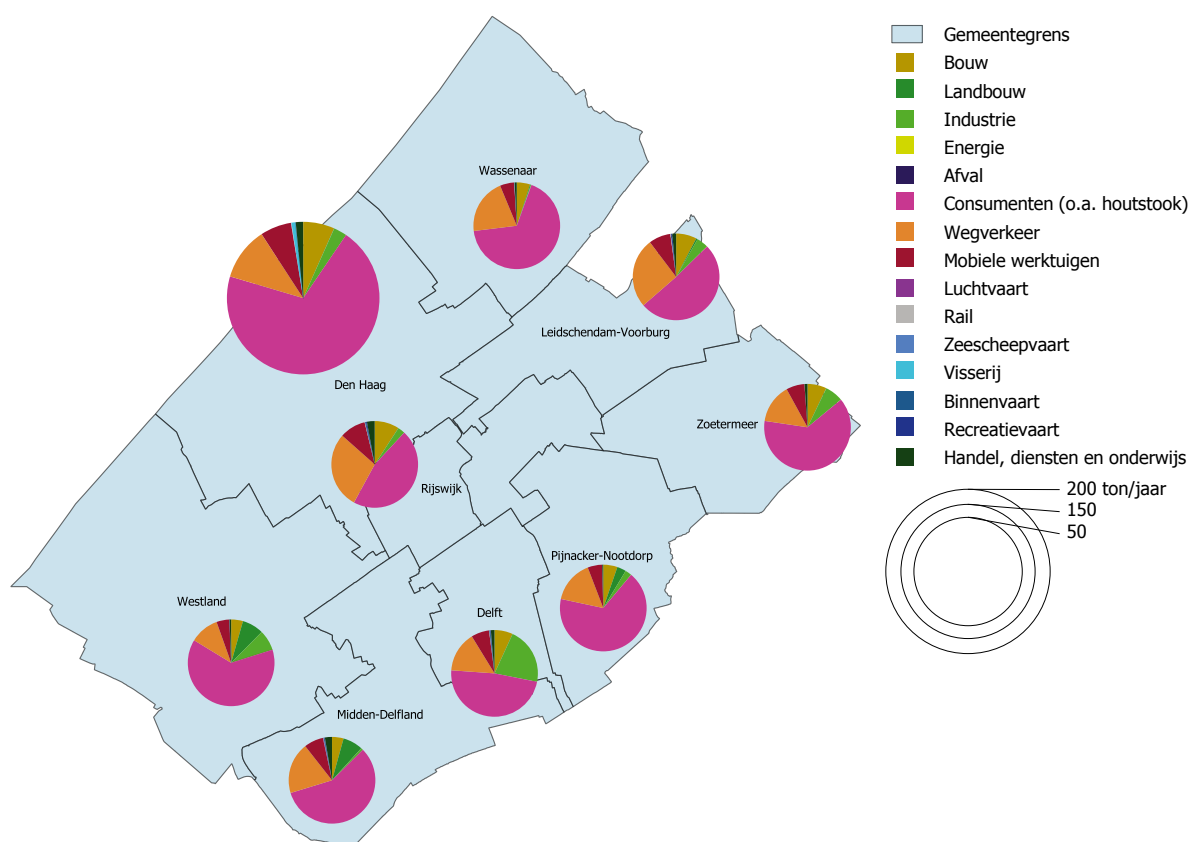 Wassenaar
Leidschendam-Voorburg
Den Haag
Zoetermeer
Rijswijk
Pijnacker-Nootdorp
Westland
Delft
Midden-Delfland
Gemeentegrens
Bouw
Landbouw
Industrie
Energie
Afval
Consumenten (o.a. houtstook)
Wegverkeer
Mobiele werktuigen
Luchtvaart
Rail
Zeescheepvaart
Visserij
Binnenvaart
Recreatievaart
Handel, diensten en onderwijs
200 ton/jaar
150
50